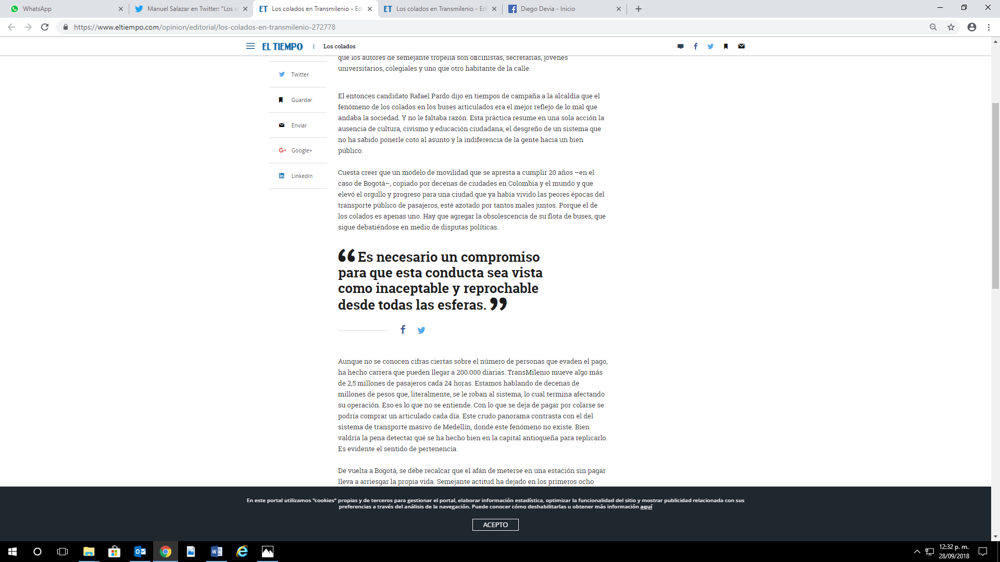 WhatsApp
Manuel Salazar en Twitter: "Los c
Los colados en Transmilenio - Ed
Los colados en Transmilenio - Ed
Diego Devia - Inicio
https://www.eltiempo.com/opinion/editorial/los-colados-en-transmilenio-272778
EL TIEMPO
Los colados
Twitter
Guardar
Enviar
Google+
Linkedin
que los autores de semejante tropelía son oficinistas, secretarias, jóvenes
universitarios, colegiales y uno que otro habitante de la calle.
El entonces candidato Rafael Pardo dijo en tiempos de campaña a la alcaldía que el
fenómeno de los colados en los buses articulados era el mejor reflejo de lo mal que
andaba la sociedad. Y no le faltaba razón. Esta práctica resume en una sola acción la
ausencia de cultura, civismo y educación ciudadana; el desgreño de un sistema que
no ha sabido ponerle coto al asunto y la indiferencia de la gente hacia un bien
público.
Cuesta creer que un modelo de movilidad que se apresta a cumplir 20 años –en el
caso de Bogotá–, copiado por decenas de ciudades en Colombia y el mundo y que
elevó el orgullo y progreso para una ciudad que ya había vivido las peores épocas del
transporte público de pasajeros, esté azotado por tantos males juntos. Porque el de
los colados es apenas uno. Hay que agregar la obsolescencia de su flota de buses, que
sigue debatiéndose en medio de disputas políticas.
“Es necesario un compromiso
para que esta conducta sea vista
como inaceptable y reprochable
desde todas las esferas.”
Aunque no se conocen cifras ciertas sobre el número de personas que evaden el pago,
ha hecho carrera que pueden llegar a 200.000 diarias. TransMilenio mueve algo más
de 2,5 millones de pasajeros cada 24 horas. Estamos hablando de decenas de
millones de pesos que, literalmente, se le roban al sistema, lo cual termina afectando
su operación. Eso es lo que no se entiende. Con lo que se deja de pagar por colarse se
podría comprar un articulado cada día. Este crudo panorama contrasta con el del
sistema de transporte masivo de Medellín, donde este fenómeno no existe. Bien
valdría la pena detectar qué se ha hecho bien en la capital antioqueña para replicarlo.
Es evidente el sentido de pertenencia.
De vuelta a Bogotá, se debe recalcar que el afán de meterse en una estación sin pagar
lleva a arriesgar la propia vida. Semejante actitud ha dejado en los primeros ocho
En este portal utilizamos "cookies" propias y de terceros para gestionar el portal, elaborar información estadística, optimizar la funcionalidad del sitio y mostrar publicidad relacionada con sus
preferencias a través del análisis de la navegación. Puede conocer cómo deshabilitarlas u obtener más información aquí
ACEPTO
12:32 p. m.
28/09/2018